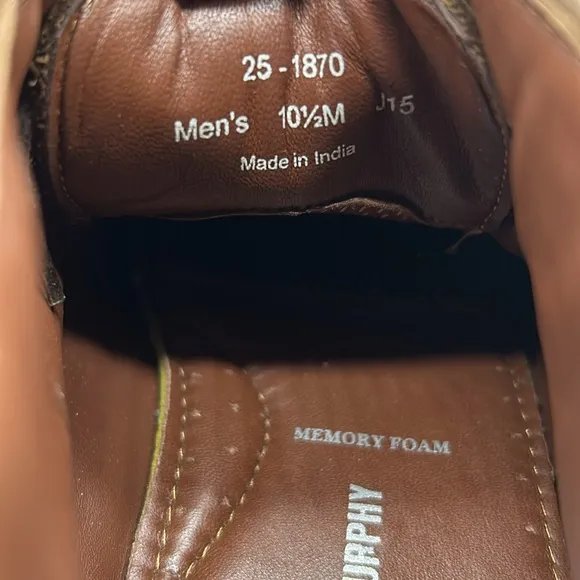 25-1870
Men's 10½M J15
Made in India
MEMORY FOAM
URPHY